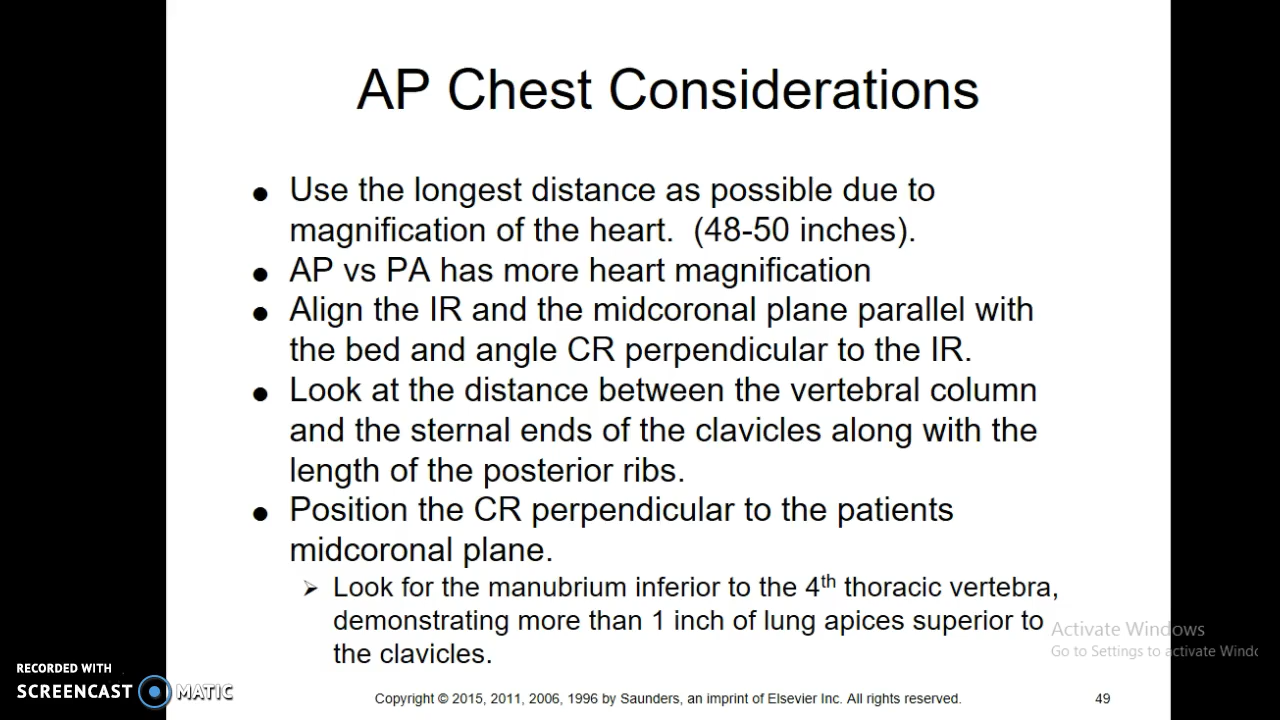 AP Chest Considerations
● Use the longest distance as possible due to
magnification of the heart.  (48-50 inches).
● AP vs PA has more heart magnification
● Align the IR and the midcoronal plane parallel with
the bed and angle CR perpendicular to the IR.
● Look at the distance between the vertebral column
and the sternal ends of the clavicles along with the
length of the posterior ribs.
● Position the CR perpendicular to the patients
midcoronal plane.
➢ Look for the manubrium inferior to the 4th thoracic vertebra,
demonstrating more than 1 inch of lung apices superior to
the clavicles.
Activate Windows
Go to Settings to activate Windo
RECORDED WITH
SCREENCAST MATIC
Copyright © 2015, 2011, 2006, 1996 by Saunders, an imprint of Elsevier Inc. All rights reserved.
49